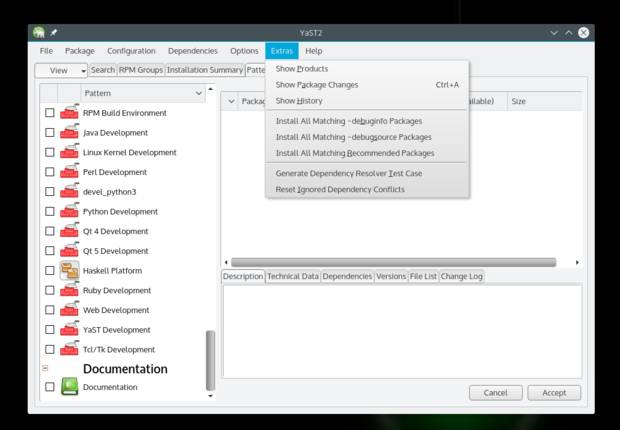 YaST2
File Package Configuration Dependencies Options Extras Help
View Search RPM Groups Installation Summary Patte
Show Products
Show Package Changes Ctrl+A
Show History
Install All Matching -debuginfo Packages
Install All Matching -debugsource Packages
Install All Matching Recommended Packages
Generate Dependency Resolver Test Case
Reset Ignored Dependency Conflicts
Pattern
RPM Build Environment
Java Development
Linux Kernel Development
Perl Development
devel_python3
Python Development
Qt 4 Development
Qt 5 Development
Haskell Platform
Ruby Development
Web Development
YaST Development
Tcl/Tk Development
Documentation
Documentation
Packag ailable) Size
Description Technical Data Dependencies Versions File List Change Log
Cancel Accept